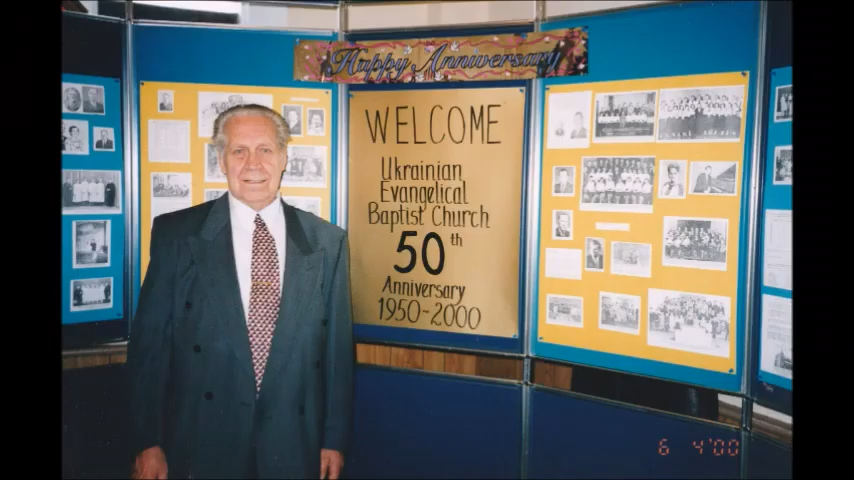 Happy Anniversary
WELCOME
Ukrainian
Evangelical
Baptist Church
50th
Anniversary
1950-2000
6 4'00